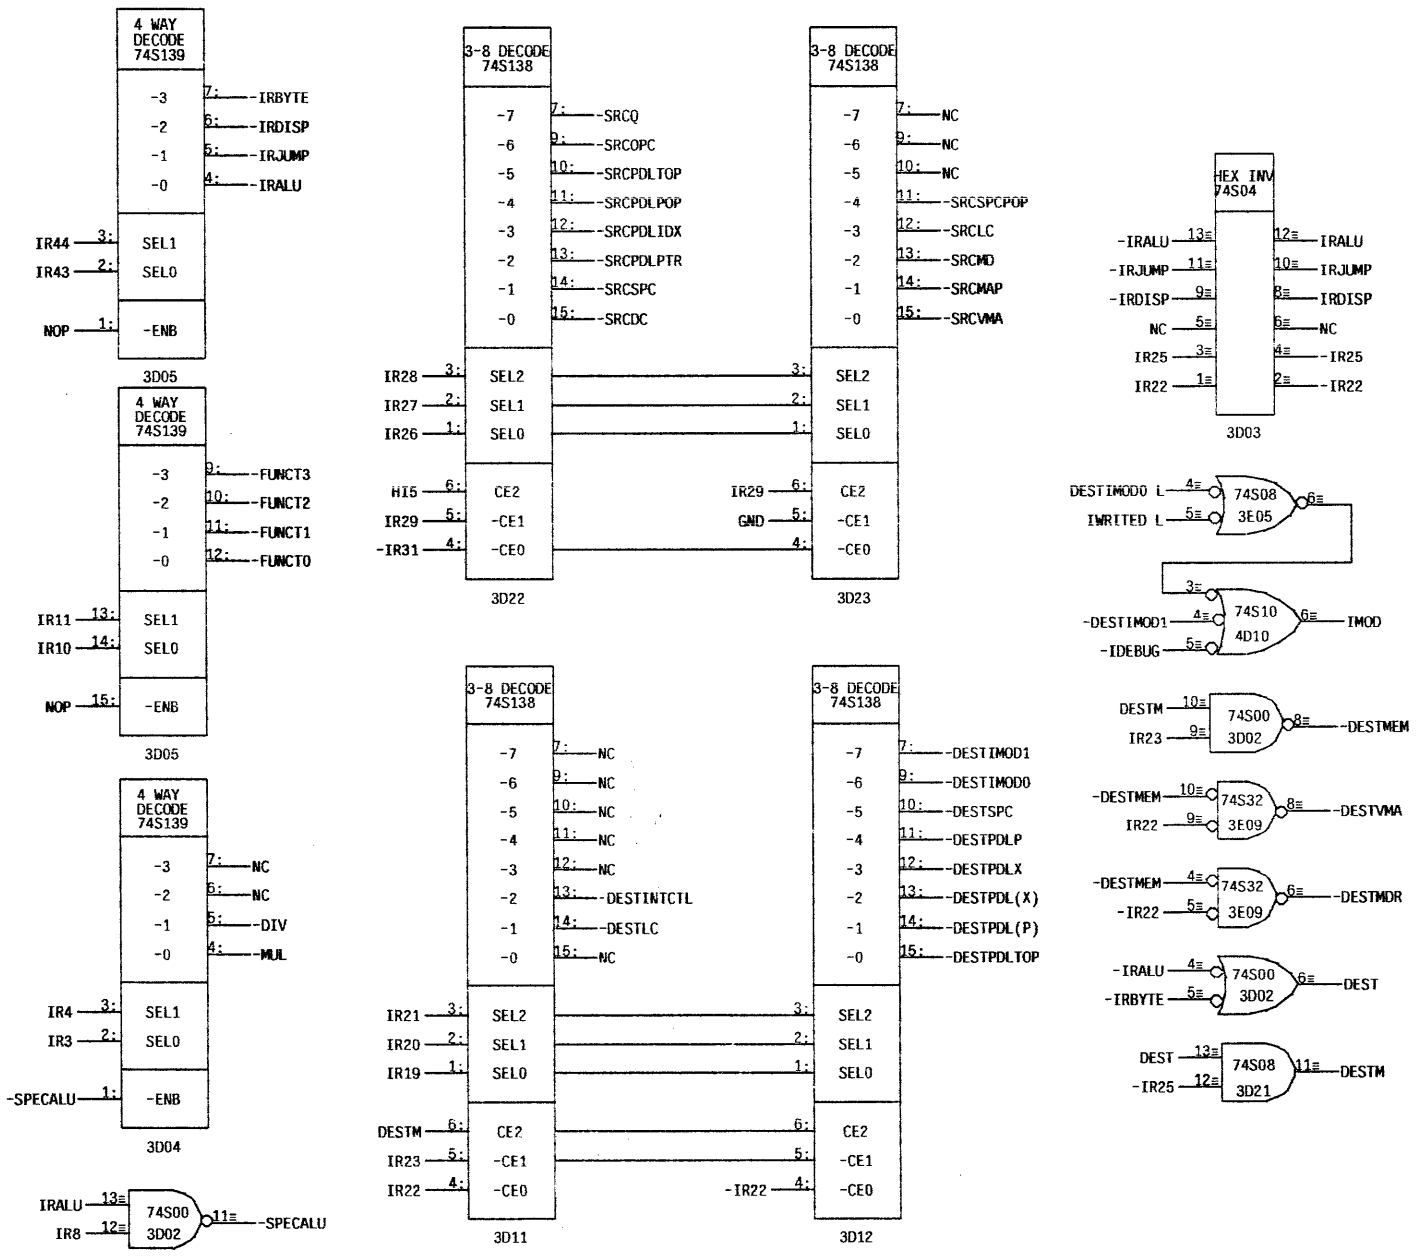 4 WAY
DECODE
74S139
-3 7: -IRBYTE
-2 6: -IRDISP
-1 5: -IRJUMP
-0 4: -IRALU
IR44 3: SEL1
IR43 2: SEL0
NOP 1: -ENB
3D05
4 WAY
DECODE
74S139
-3 9: -FUNCT3
-2 10: -FUNCT2
-1 11: -FUNCT1
-0 12: -FUNCT0
IR11 13: SEL1
IR10 14: SEL0
NOP 15: -ENB
3D05
4 WAY
DECODE
74S139
-3 7: NC
-2 6: NC
-1 5: -DIV
-0 4: -MUL
IR4 3: SEL1
IR3 2: SEL0
-SPECALU 1: -ENB
3D04
IRALU 13≡ 74S00 11≡ -SPECALU
IR8 12≡ 3D02
3-8 DECODE
74S138
-7 7: -SRCQ
-6 9: -SRCOPC
-5 10: -SRCPDLTOP
-4 11: -SRCPDLPOP
-3 12: -SRCPDLIDX
-2 13: -SRCPDLPTR
-1 14: -SRCSPC
-0 15: -SRCDC
IR28 3: SEL2
IR27 2: SEL1
IR26 1: SEL0
HI5 6: CE2
IR29 5: -CE1
-IR31 4: -CE0
3D22
3-8 DECODE
74S138
-7 7: NC
-6 9: NC
-5 10: NC
-4 11: -SRCSPCPOP
-3 12: -SRCLC
-2 13: -SRCMD
-1 14: -SRCMAP
-0 15: -SRCVMA
3: SEL2
2: SEL1
1: SEL0
IR29 6: CE2
GND 5: -CE1
4: -CE0
3D23
3-8 DECODE
74S138
-7 7: NC
-6 9: NC
-5 10: NC
-4 11: NC
-3 12: NC
-2 13: -DESTINTCTL
-1 14: -DESTLC
-0 15: NC
IR21 3: SEL2
IR20 2: SEL1
IR19 1: SEL0
DESTM 6: CE2
IR23 5: -CE1
IR22 4: -CE0
3D11
3-8 DECODE
74S138
-7 7: -DESTIMOD1
-6 9: -DESTIMOD0
-5 10: -DESTSPC
-4 11: -DESTPDLP
-3 12: -DESTPDLX
-2 13: -DESTPDL(X)
-1 14: -DESTPDL(P)
-0 15: -DESTPDLTOP
3: SEL2
2: SEL1
1: SEL0
6: CE2
5: -CE1
-IR22 4: -CE0
3D12
HEX INV
74S04
-IRALU 13≡ 12≡ IRALU
-IRJUMP 11≡ 10≡ IRJUMP
-IRDISP 9≡ 8≡ IRDISP
NC 5≡ 6≡ NC
IR25 3≡ 4≡ -IR25
IR22 1≡ 2≡ -IR22
3D03
DESTIMOD0 L 4≡ 74S08 6≡
IWRITED L 5≡ 3E05
3≡ 74S10
-DESTIMOD1 4≡ 6≡ IMOD
-IDEBUG 5≡ 4D10
DESTM 10≡ 74S00 8≡ -DESTMEM
IR23 9≡ 3D02
-DESTMEM 10≡ 74S32 8≡ -DESTVMA
IR22 9≡ 3E09
-DESTMEM 4≡ 74S32 6≡ -DESTMDR
-IR22 5≡ 3E09
-IRALU 4≡ 74S00 6≡ DEST
-IRBYTE 5≡ 3D02
DEST 13≡ 74S08 11≡ DESTM
-IR25 12≡ 3D21